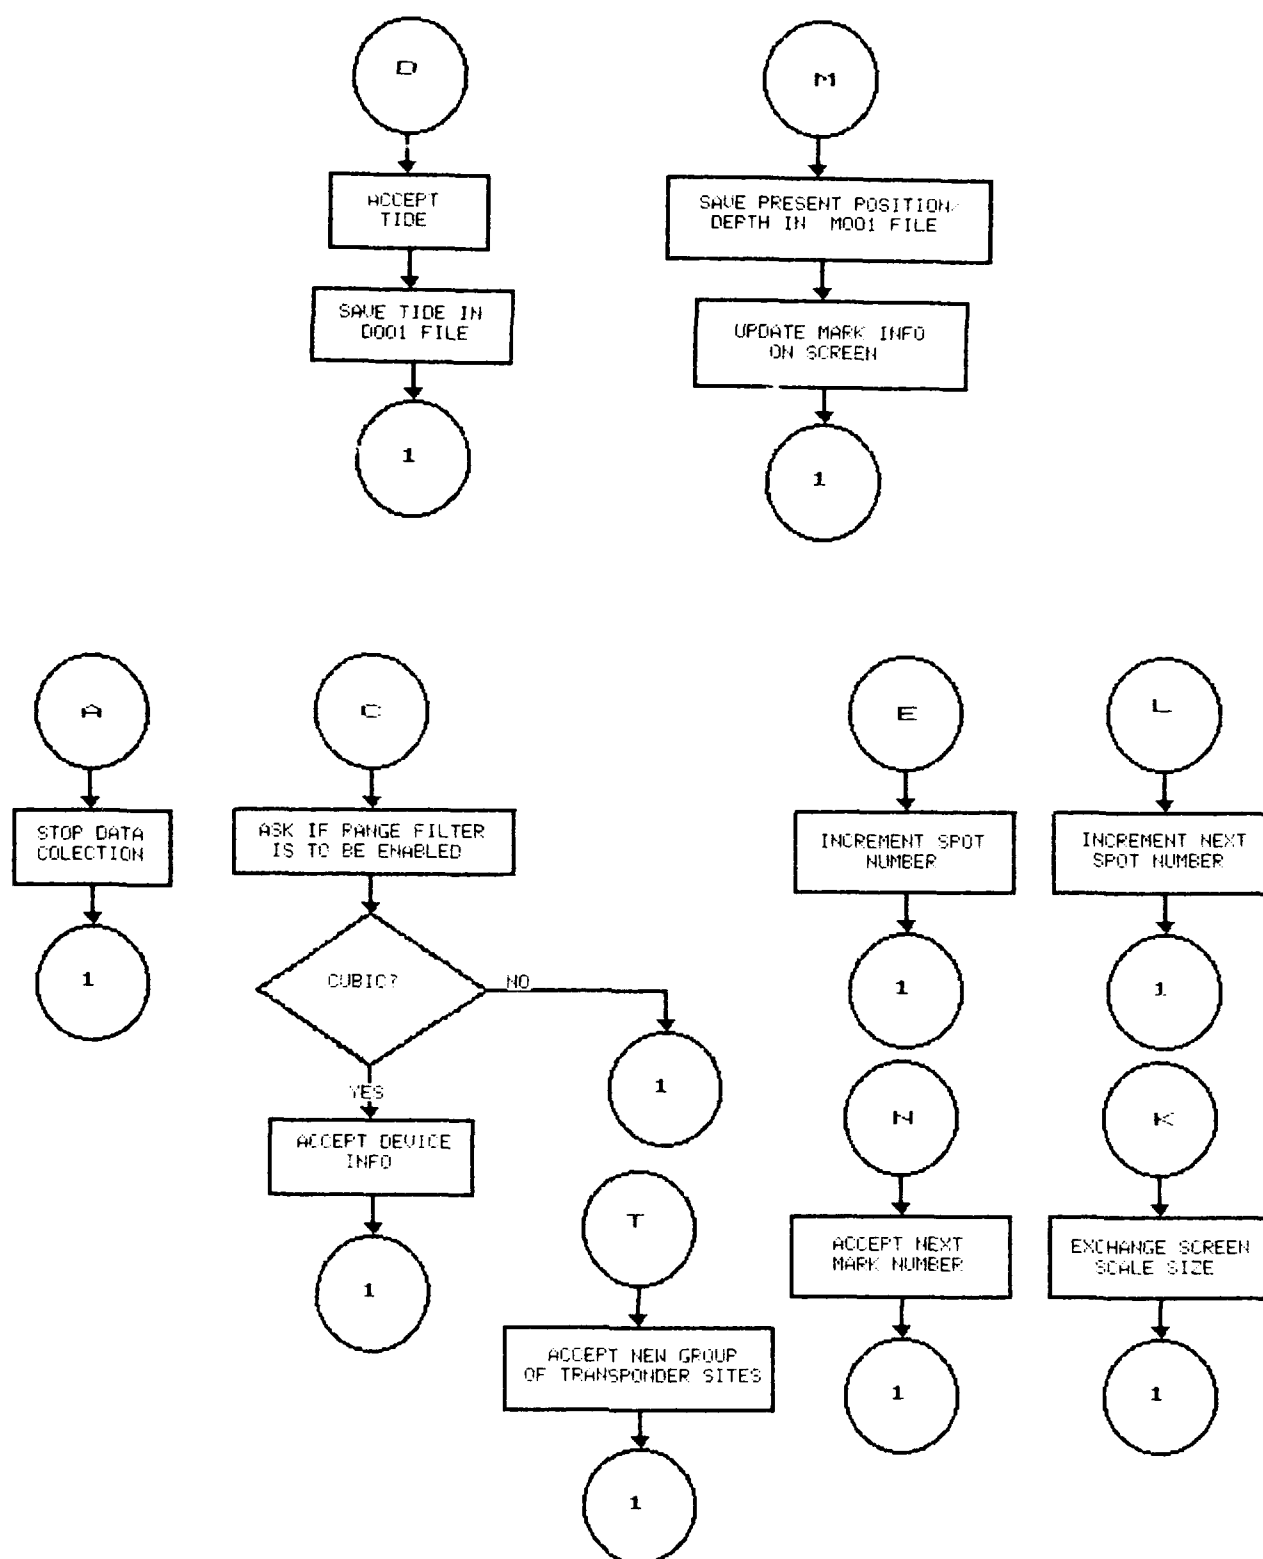 D
ACCEPT
TIDE
SAVE TIDE IN
D001 FILE
1
M
SAVE PRESENT POSITION/
DEPTH IN M001 FILE
UPDATE MARK INFO
ON SCREEN
1
A
STOP DATA
COLECTION
1
C
ASK IF RANGE FILTER
IS TO BE ENABLED
CUBIC?
NO
1
YES
ACCEPT DEVICE
INFO
1
T
ACCEPT NEW GROUP
OF TRANSPONDER SITES
1
E
INCREMENT SPOT
NUMBER
1
L
INCREMENT NEXT
SPOT NUMBER
1
N
ACCEPT NEXT
MARK NUMBER
1
K
EXCHANGE SCREEN
SCALE SIZE
1